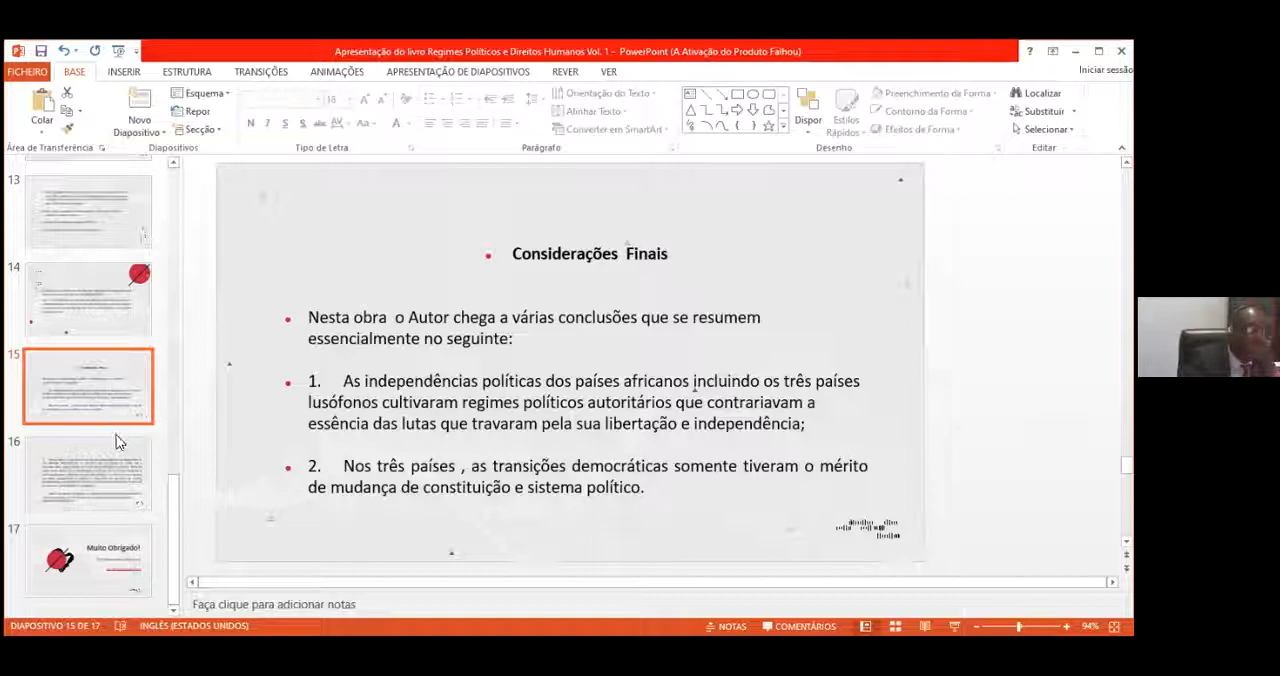 Apresentação do livro Regimes Políticos e Direitos Humanos Vol. 1 - PowerPoint (A Ativação do Produto Falhou)
FICHEIRO BASE INSERIR ESTRUTURA TRANSIÇÕES ANIMAÇÕES APRESENTAÇÃO DE DIAPOSITIVOS REVER VER Iniciar sessão
Colar
Novo
Diapositivo
Esquema
Repor
Secção
18
Orientação do Texto
Alinhar Texto
Converter em SmartArt
Dispor
Estilos
Rápidos
Preenchimento da Forma
Contorno da Forma
Efeitos de Forma
Localizar
Substituir
Selecionar
Área de Transferência Diapositivos Tipo de Letra Parágrafo Desenho Editar
13
14
15
16
17
Muito Obrigado!
Considerações Finais
Nesta obra o Autor chega a várias conclusões que se resumem
essencialmente no seguinte:
1. As independências políticas dos países africanos incluindo os três países
lusófonos cultivaram regimes políticos autoritários que contrariavam a
essência das lutas que travaram pela sua libertação e independência;
2. Nos três países , as transições democráticas somente tiveram o mérito
de mudança de constituição e sistema político.
Faça clique para adicionar notas
DIAPOSITIVO 15 DE 17 INGLÊS (ESTADOS UNIDOS) NOTAS COMENTÁRIOS 94%